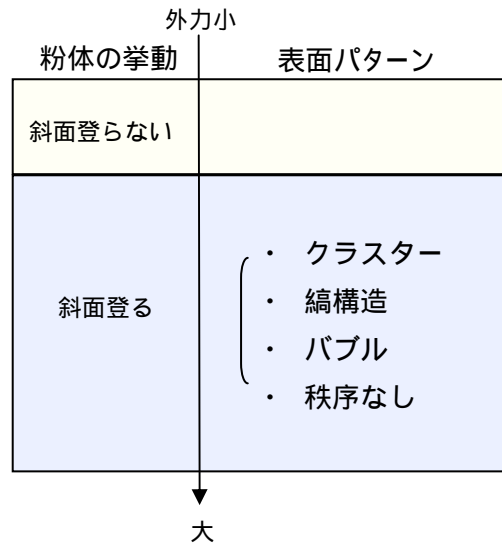 外力小
粉体の挙動
表面パターン
斜面登らない
斜面登る
・ クラスター
・ 縞構造
・ バブル
・ 秩序なし
大